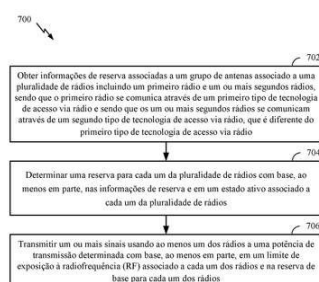 700
702
Obter informações de reserva associadas a um grupo de antenas associado a uma
pluralidade de rádios incluindo um primeiro rádio e um ou mais segundos rádios,
sendo que o primeiro rádio se comunica através de um primeiro tipo de tecnologia
de acesso via rádio e sendo que os um ou mais segundos rádios se comunicam
através de um segundo tipo de tecnologia de acesso via rádio, que é diferente do
primeiro tipo de tecnologia de acesso via rádio
704
Determinar uma reserva para cada um da pluralidade de rádios com base, ao
menos em parte, nas informações de reserva e em um estado ativo associado a
cada um da pluralidade de rádios
706
Transmitir um ou mais sinais usando ao menos um dos rádios a uma potência de
transmissão determinada com base, ao menos em parte, em um limite de
exposição à radiofrequência (RF) associado a cada um dos rádios e na reserva de
base para cada um dos rádios